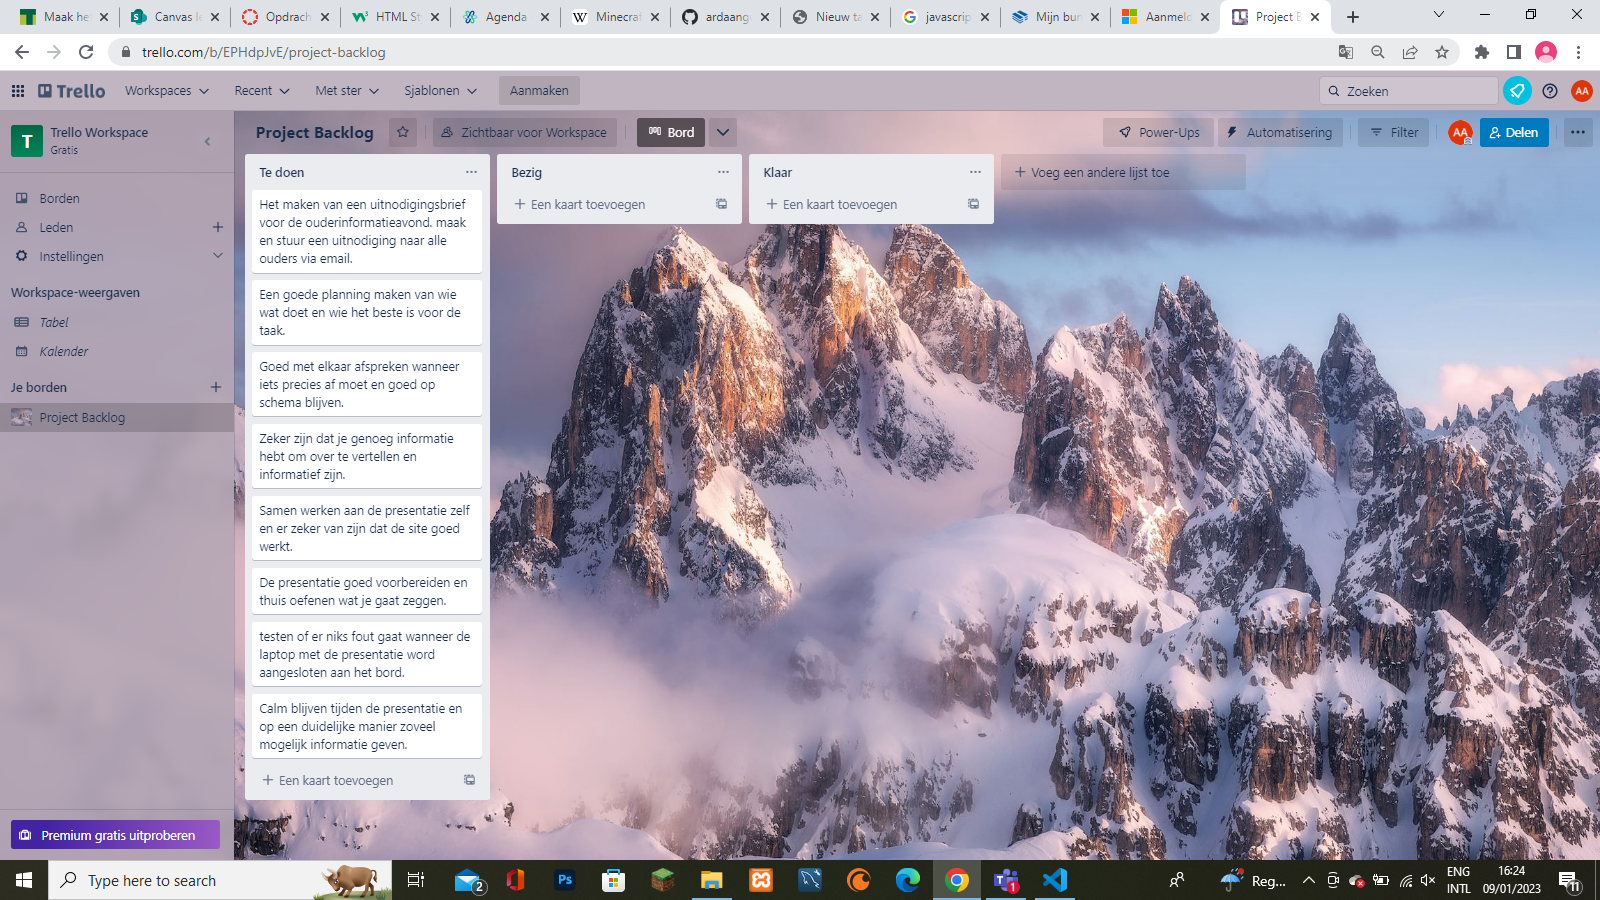 Maak he
Canvas le
Opdrach
HTML St
Agenda
Minecraf
ardaang
Nieuw ta
javascrip
Mijn bur
Aanmeld
Project B
trello.com/b/EPHdpJvE/project-backlog
Trello
Workspaces
Recent
Met ster
Sjablonen
Aanmaken
Zoeken
AA
T
Trello Workspace
Gratis
Project Backlog
Zichtbaar voor Workspace
Bord
Power-Ups
Automatisering
Filter
AA
Delen
Borden
Leden
Instellingen
Workspace-weergaven
Tabel
Kalender
Je borden
Project Backlog
Premium gratis uitproberen
Te doen
Het maken van een uitnodigingsbrief
voor de ouderinformatieavond. maak
en stuur een uitnodiging naar alle
ouders via email.
Een goede planning maken van wie
wat doet en wie het beste is voor de
taak.
Goed met elkaar afspreken wanneer
iets precies af moet en goed op
schema blijven.
Zeker zijn dat je genoeg informatie
hebt om over te vertellen en
informatief zijn.
Samen werken aan de presentatie zelf
en er zeker van zijn dat de site goed
werkt.
De presentatie goed voorbereiden en
thuis oefenen wat je gaat zeggen.
testen of er niks fout gaat wanneer de
laptop met de presentatie word
aangesloten aan het bord.
Calm blijven tijden de presentatie en
op een duidelijke manier zoveel
mogelijk informatie geven.
Een kaart toevoegen
Bezig
Een kaart toevoegen
Klaar
Een kaart toevoegen
Voeg een andere lijst toe
Type here to search
2
Ps
1
Reg...
ENG
INTL
16:24
09/01/2023
11